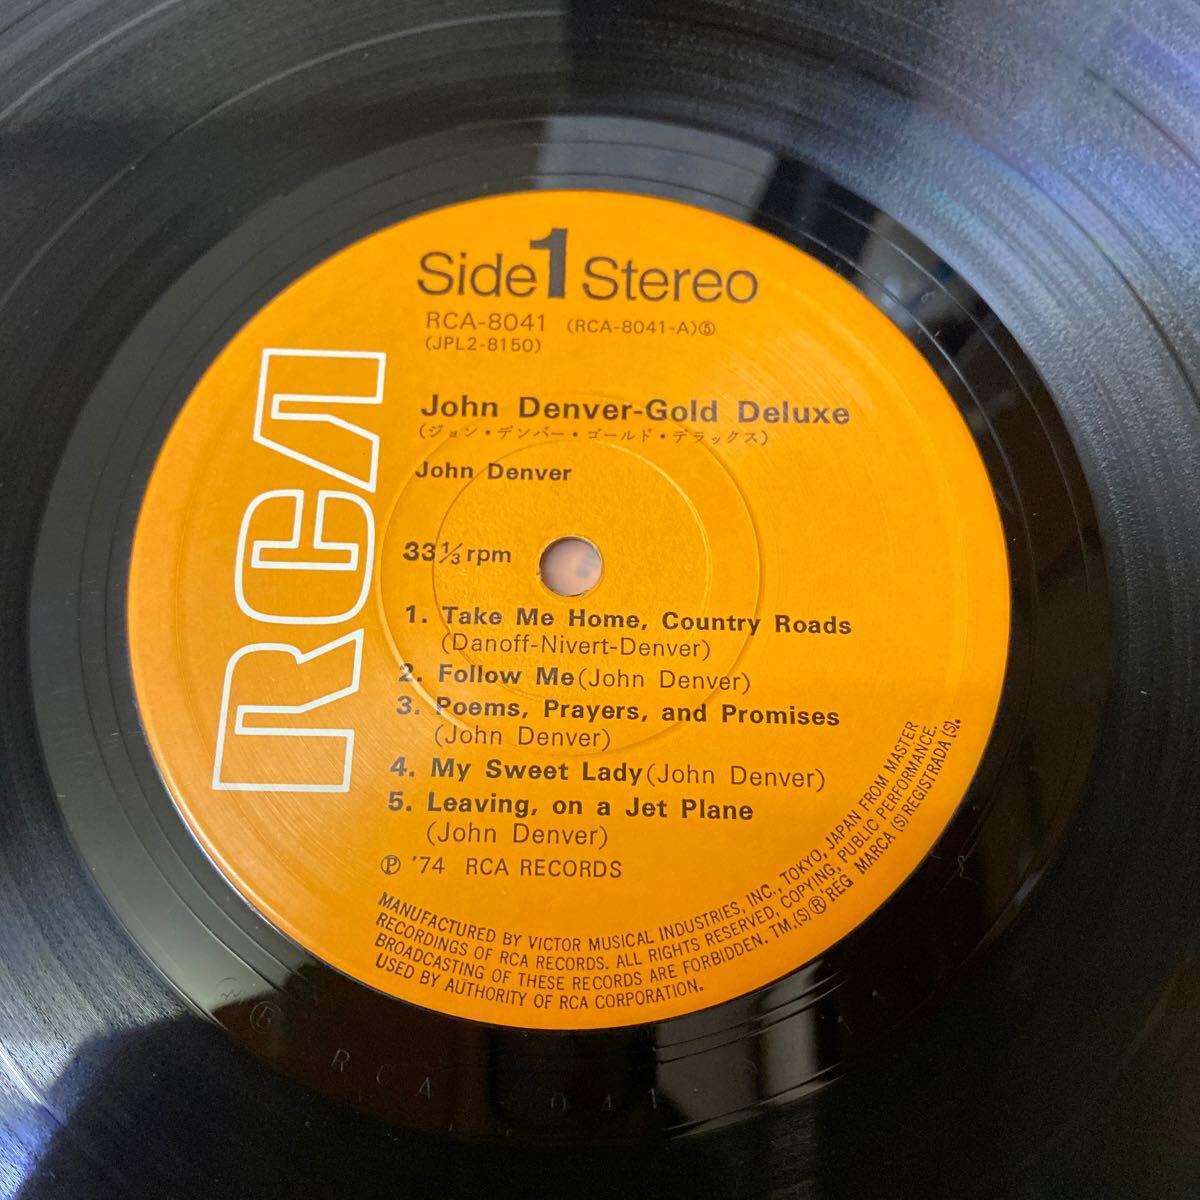 Side 1 Stereo
RCA-8041 (RCA-8041-A)⑤
(JPL2-8150)
John Denver-Gold Deluxe
(ジョン・デンバー・ゴールド・デラックス)
John Denver
RCA
33 1/3 rpm
1. Take Me Home, Country Roads
(Danoff-Nivert-Denver)
2. Follow Me(John Denver)
3. Poems, Prayers, and Promises
(John Denver)
4. My Sweet Lady(John Denver)
5. Leaving, on a Jet Plane
(John Denver)
℗ '74 RCA RECORDS
MANUFACTURED BY VICTOR MUSICAL INDUSTRIES, INC., TOKYO, JAPAN FROM MASTER
RECORDINGS OF RCA RECORDS. ALL RIGHTS RESERVED, COPYING, PUBLIC PERFORMANCE,
BROADCASTING OF THESE RECORDS ARE FORBIDDEN. TM,(S)®'REG MARCA (S)REGISTRADA (S).
USED BY AUTHORITY OF RCA CORPORATION.
RCA 041